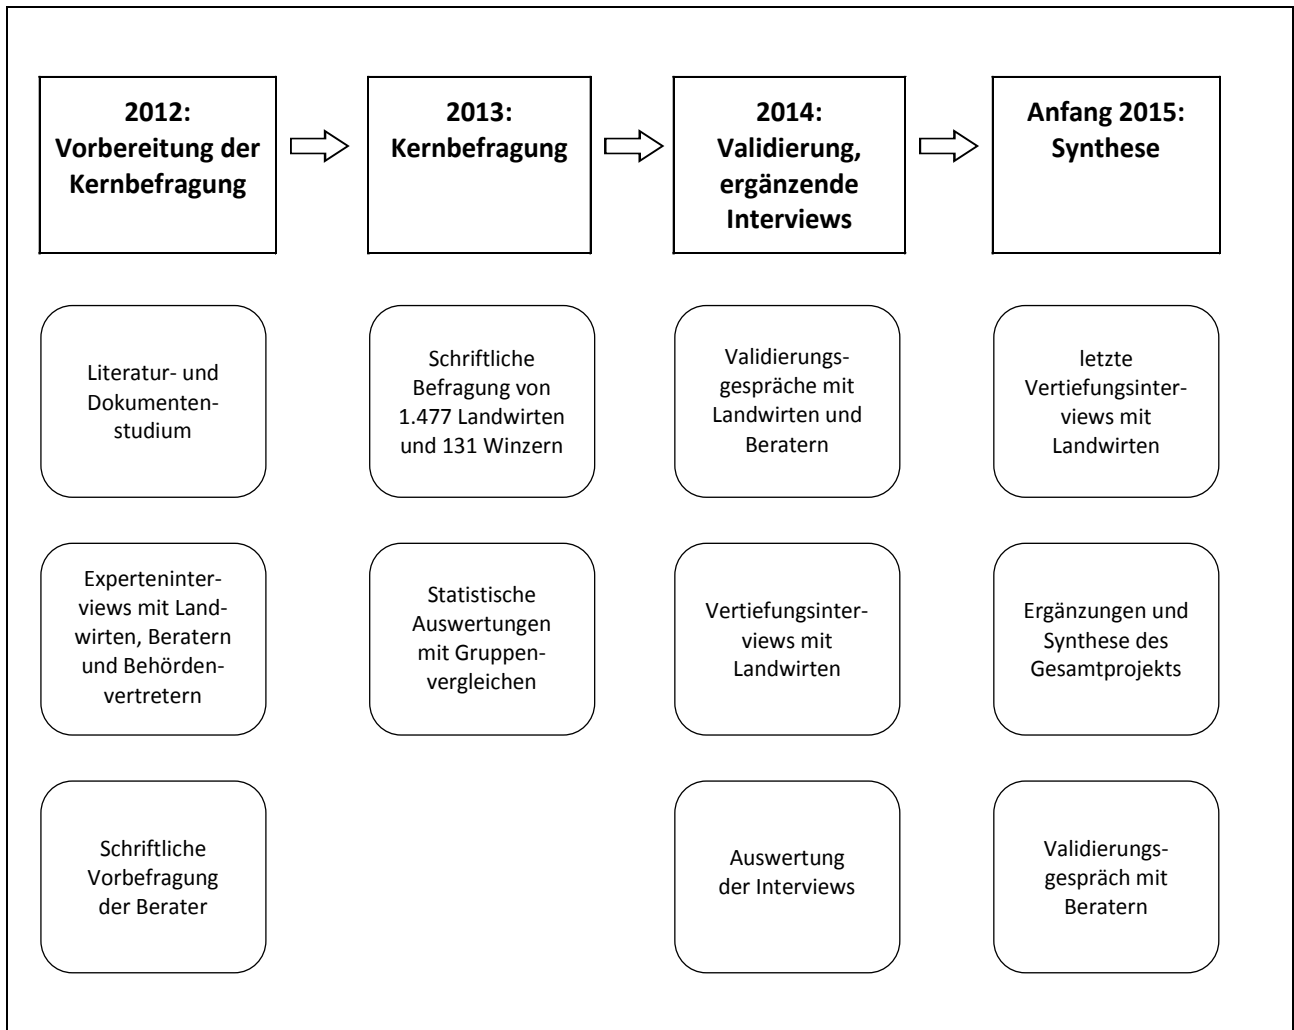 2012:
Vorbereitung der
Kernbefragung
2013:
Kernbefragung
2014:
Validierung,
ergänzende
Interviews
Anfang 2015:
Synthese
Literatur- und
Dokumenten-
studium
Schriftliche
Befragung von
1.477 Landwirten
und 131 Winzern
Validierungs-
gespräche mit
Landwirten und
Beratern
letzte
Vertiefungsinter-
views mit
Landwirten
Experteninter-
views mit Land-
wirten, Beratern
und Behörden-
vertretern
Statistische
Auswertungen
mit Gruppen-
vergleichen
Vertiefungsinter-
views mit
Landwirten
Ergänzungen und
Synthese des
Gesamtprojekts
Schriftliche
Vorbefragung
der Berater
Auswertung
der Interviews
Validierungs-
gespräch mit
Beratern